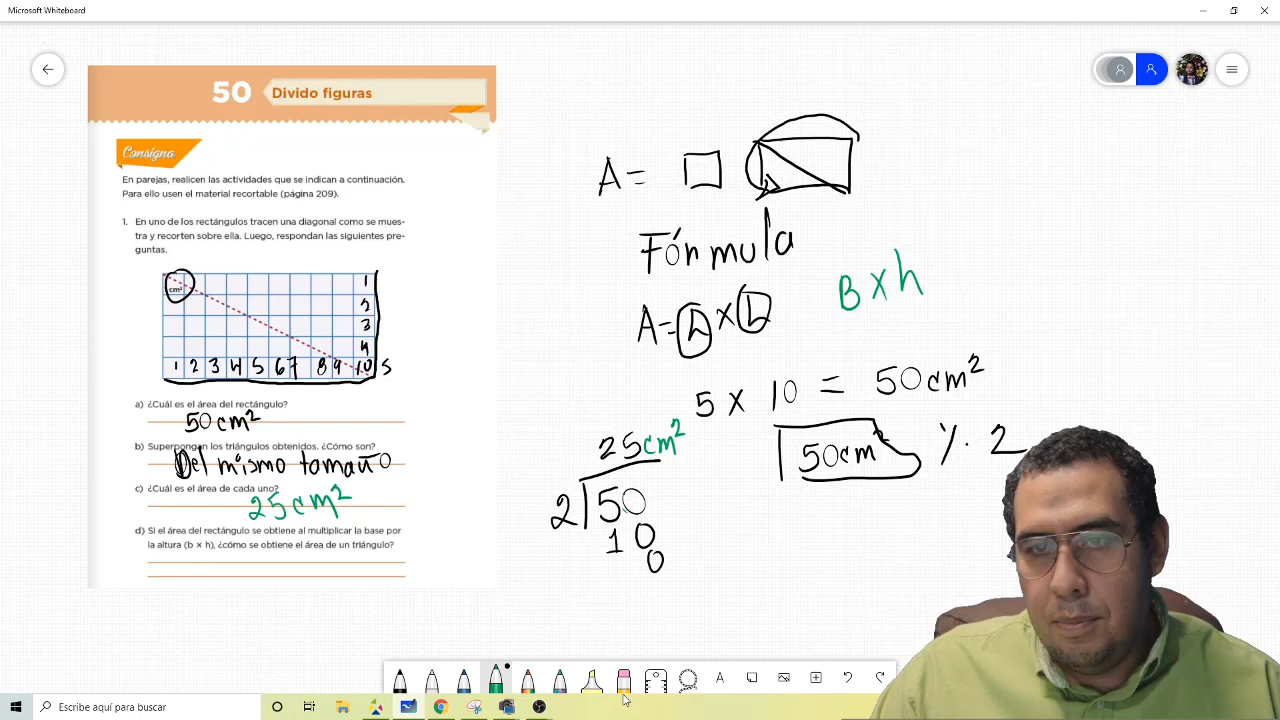 Microsoft Whiteboard
50 Divido figuras
Consigna
En parejas, realicen las actividades que se indican a continuación.
Para ello usen el material recortable (página 209).
1. En uno de los rectángulos tracen una diagonal como se mues-
tra y recorten sobre ella. Luego, respondan las siguientes pre-
guntas.
cm²
1
2
3
4
1 2 3 4 5 6 7 8 9 10 5
a) ¿Cuál es el área del rectángulo?
50 cm²
b) Superpongan los triángulos obtenidos. ¿Cómo son?
Del mismo tamaño
c) ¿Cuál es el área de cada uno?
25 cm²
d) Si el área del rectángulo se obtiene al multiplicar la base por
la altura (b × h), ¿cómo se obtiene el área de un triángulo?
A =
Fórmula
A = L × L
B × h
5 × 10 = 50 cm²
50 cm² 2
25 cm²
2 50
10
0
Escribe aquí para buscar